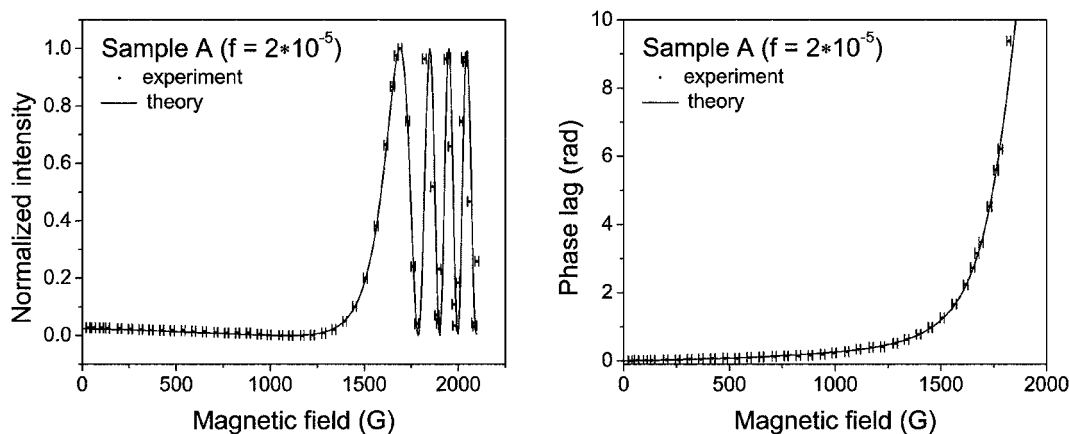 Sample A (f = 2*10⁻⁵)
experiment
theory
Normalized intensity
1.0
0.8
0.6
0.4
0.2
0.0
0 500 1000 1500 2000
Magnetic field (G)
Sample A (f = 2*10⁻⁵)
experiment
theory
Phase lag (rad)
10
8
6
4
2
0
0 500 1000 1500 2000
Magnetic field (G)